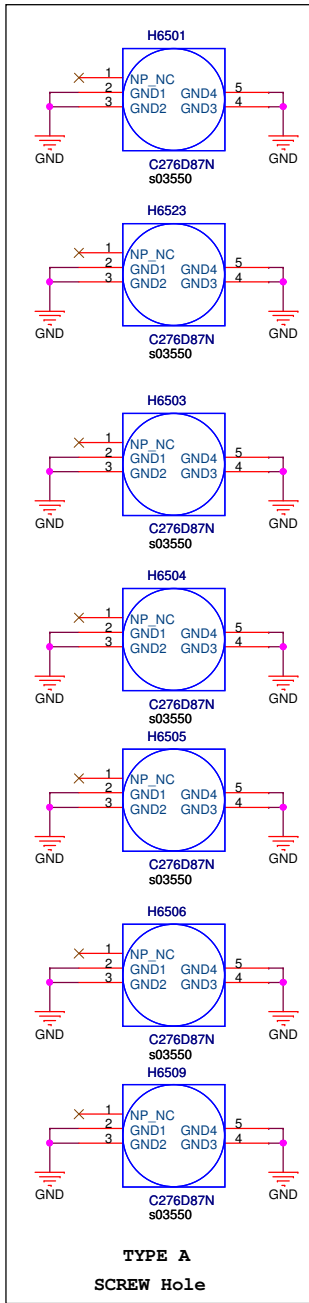 H6501
1 NP_NC
2 GND1 GND4 5
3 GND2 GND3 4
GND GND
C276D87N
s03550
H6523
1 NP_NC
2 GND1 GND4 5
3 GND2 GND3 4
GND GND
C276D87N
s03550
H6503
1 NP_NC
2 GND1 GND4 5
3 GND2 GND3 4
GND GND
C276D87N
s03550
H6504
1 NP_NC
2 GND1 GND4 5
3 GND2 GND3 4
GND GND
C276D87N
s03550
H6505
1 NP_NC
2 GND1 GND4 5
3 GND2 GND3 4
GND GND
C276D87N
s03550
H6506
1 NP_NC
2 GND1 GND4 5
3 GND2 GND3 4
GND GND
C276D87N
s03550
H6509
1 NP_NC
2 GND1 GND4 5
3 GND2 GND3 4
GND GND
C276D87N
s03550
TYPE A
SCREW Hole